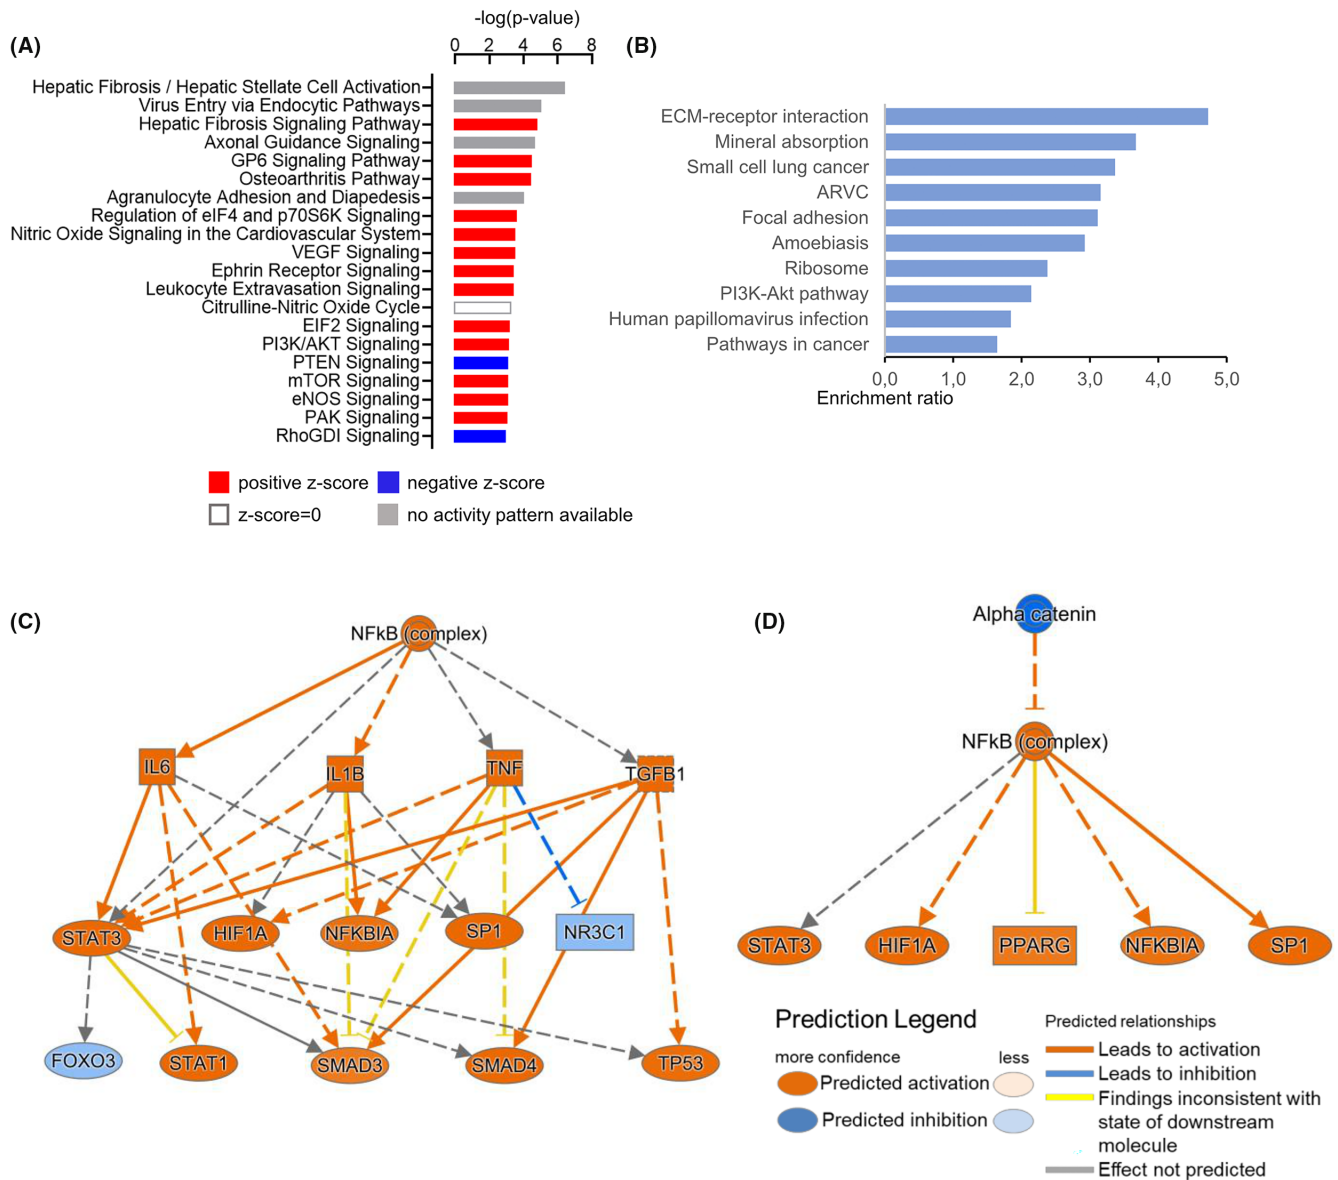 (A)
-log(p-value)
0 2 4 6 8
Hepatic Fibrosis / Hepatic Stellate Cell Activation
Virus Entry via Endocytic Pathways
Hepatic Fibrosis Signaling Pathway
Axonal Guidance Signaling
GP6 Signaling Pathway
Osteoarthritis Pathway
Agranulocyte Adhesion and Diapedesis
Regulation of eIF4 and p70S6K Signaling
Nitric Oxide Signaling in the Cardiovascular System
VEGF Signaling
Ephrin Receptor Signaling
Leukocyte Extravasation Signaling
Citrulline-Nitric Oxide Cycle
EIF2 Signaling
PI3K/AKT Signaling
PTEN Signaling
mTOR Signaling
eNOS Signaling
PAK Signaling
RhoGDI Signaling
positive z-score
negative z-score
z-score=0
no activity pattern available
(B)
ECM-receptor interaction
Mineral absorption
Small cell lung cancer
ARVC
Focal adhesion
Amoebiasis
Ribosome
PI3K-Akt pathway
Human papillomavirus infection
Pathways in cancer
0,0 1,0 2,0 3,0 4,0 5,0
Enrichment ratio
(C)
NFkB (complex)
IL6
IL1B
TNF
TGFB1
STAT3
HIF1A
NFKBIA
SP1
NR3C1
FOXO3
STAT1
SMAD3
SMAD4
TP53
(D)
Alpha catenin
NFkB (complex)
STAT3
HIF1A
PPARG
NFKBIA
SP1
Prediction Legend
more confidence
less
Predicted activation
Predicted inhibition
Predicted relationships
Leads to activation
Leads to inhibition
Findings inconsistent with
state of downstream
molecule
Effect not predicted